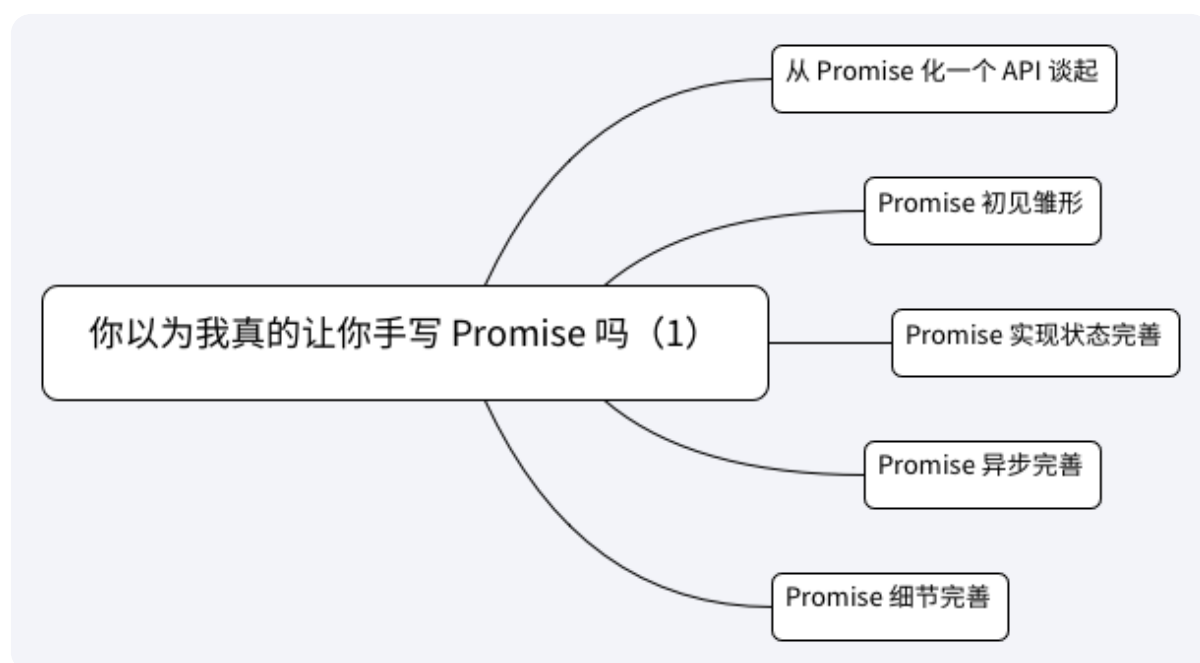 从 Promise 化一个 API 谈起
Promise 初见雏形
你以为我真的让你手写 Promise 吗（1）
Promise 实现状态完善
Promise 异步完善
Promise 细节完善